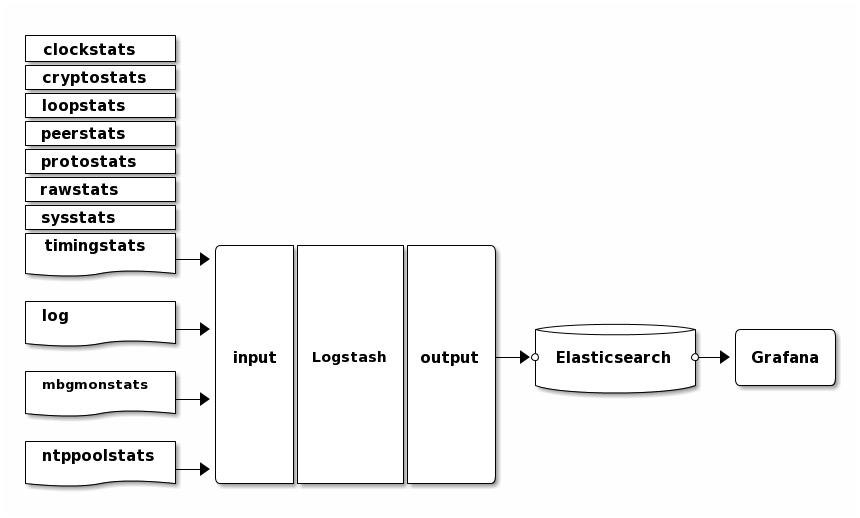 clockstats
cryptostats
loopstats
peerstats
protostats
rawstats
sysstats
timingstats
log
mbgmonstats
ntppoolstats
input
Logstash
output
Elasticsearch
Grafana